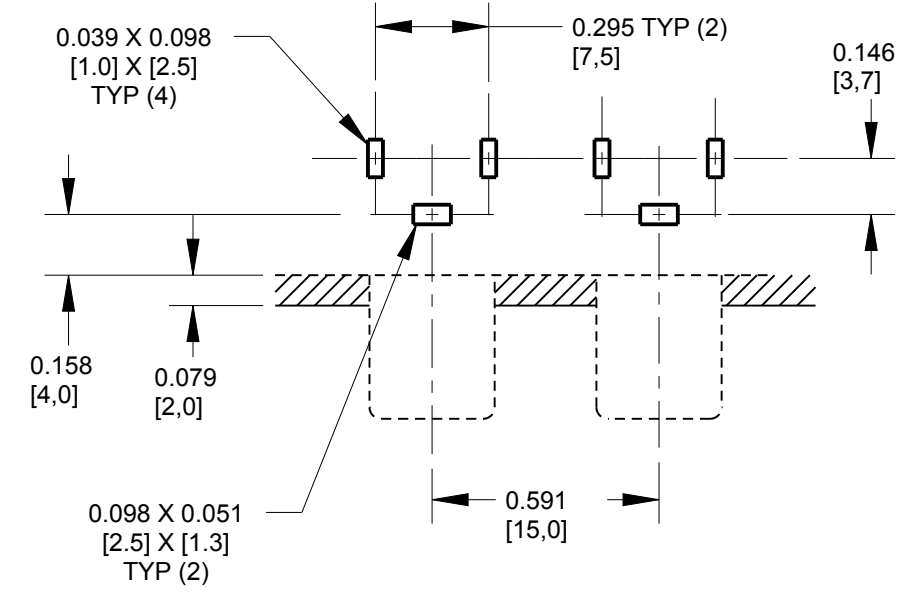 0.039 X 0.098
[1.0] X [2.5]
TYP (4)
0.295 TYP (2)
[7,5]
0.146
[3,7]
0.158
[4,0]
0.079
[2,0]
0.098 X 0.051
[2.5] X [1.3]
TYP (2)
0.591
[15,0]